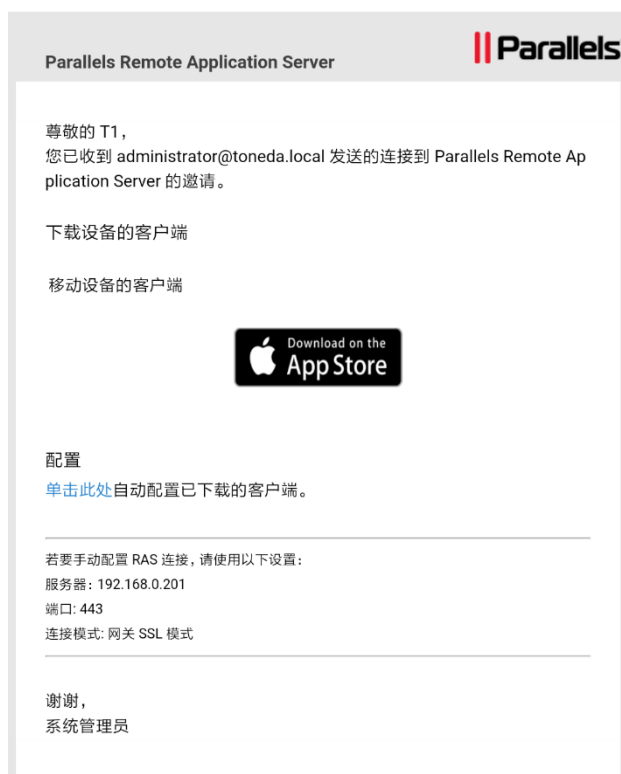 Parallels Remote Application Server
Parallels
尊敬的 T1，
您已收到 administrator@toneda.local 发送的连接到 Parallels Remote Ap
plication Server 的邀请。
下载设备的客户端
移动设备的客户端
Download on the
App Store
配置
单击此处自动配置已下载的客户端。
若要手动配置 RAS 连接，请使用以下设置：
服务器：192.168.0.201
端口: 443
连接模式: 网关 SSL 模式
谢谢，
系统管理员